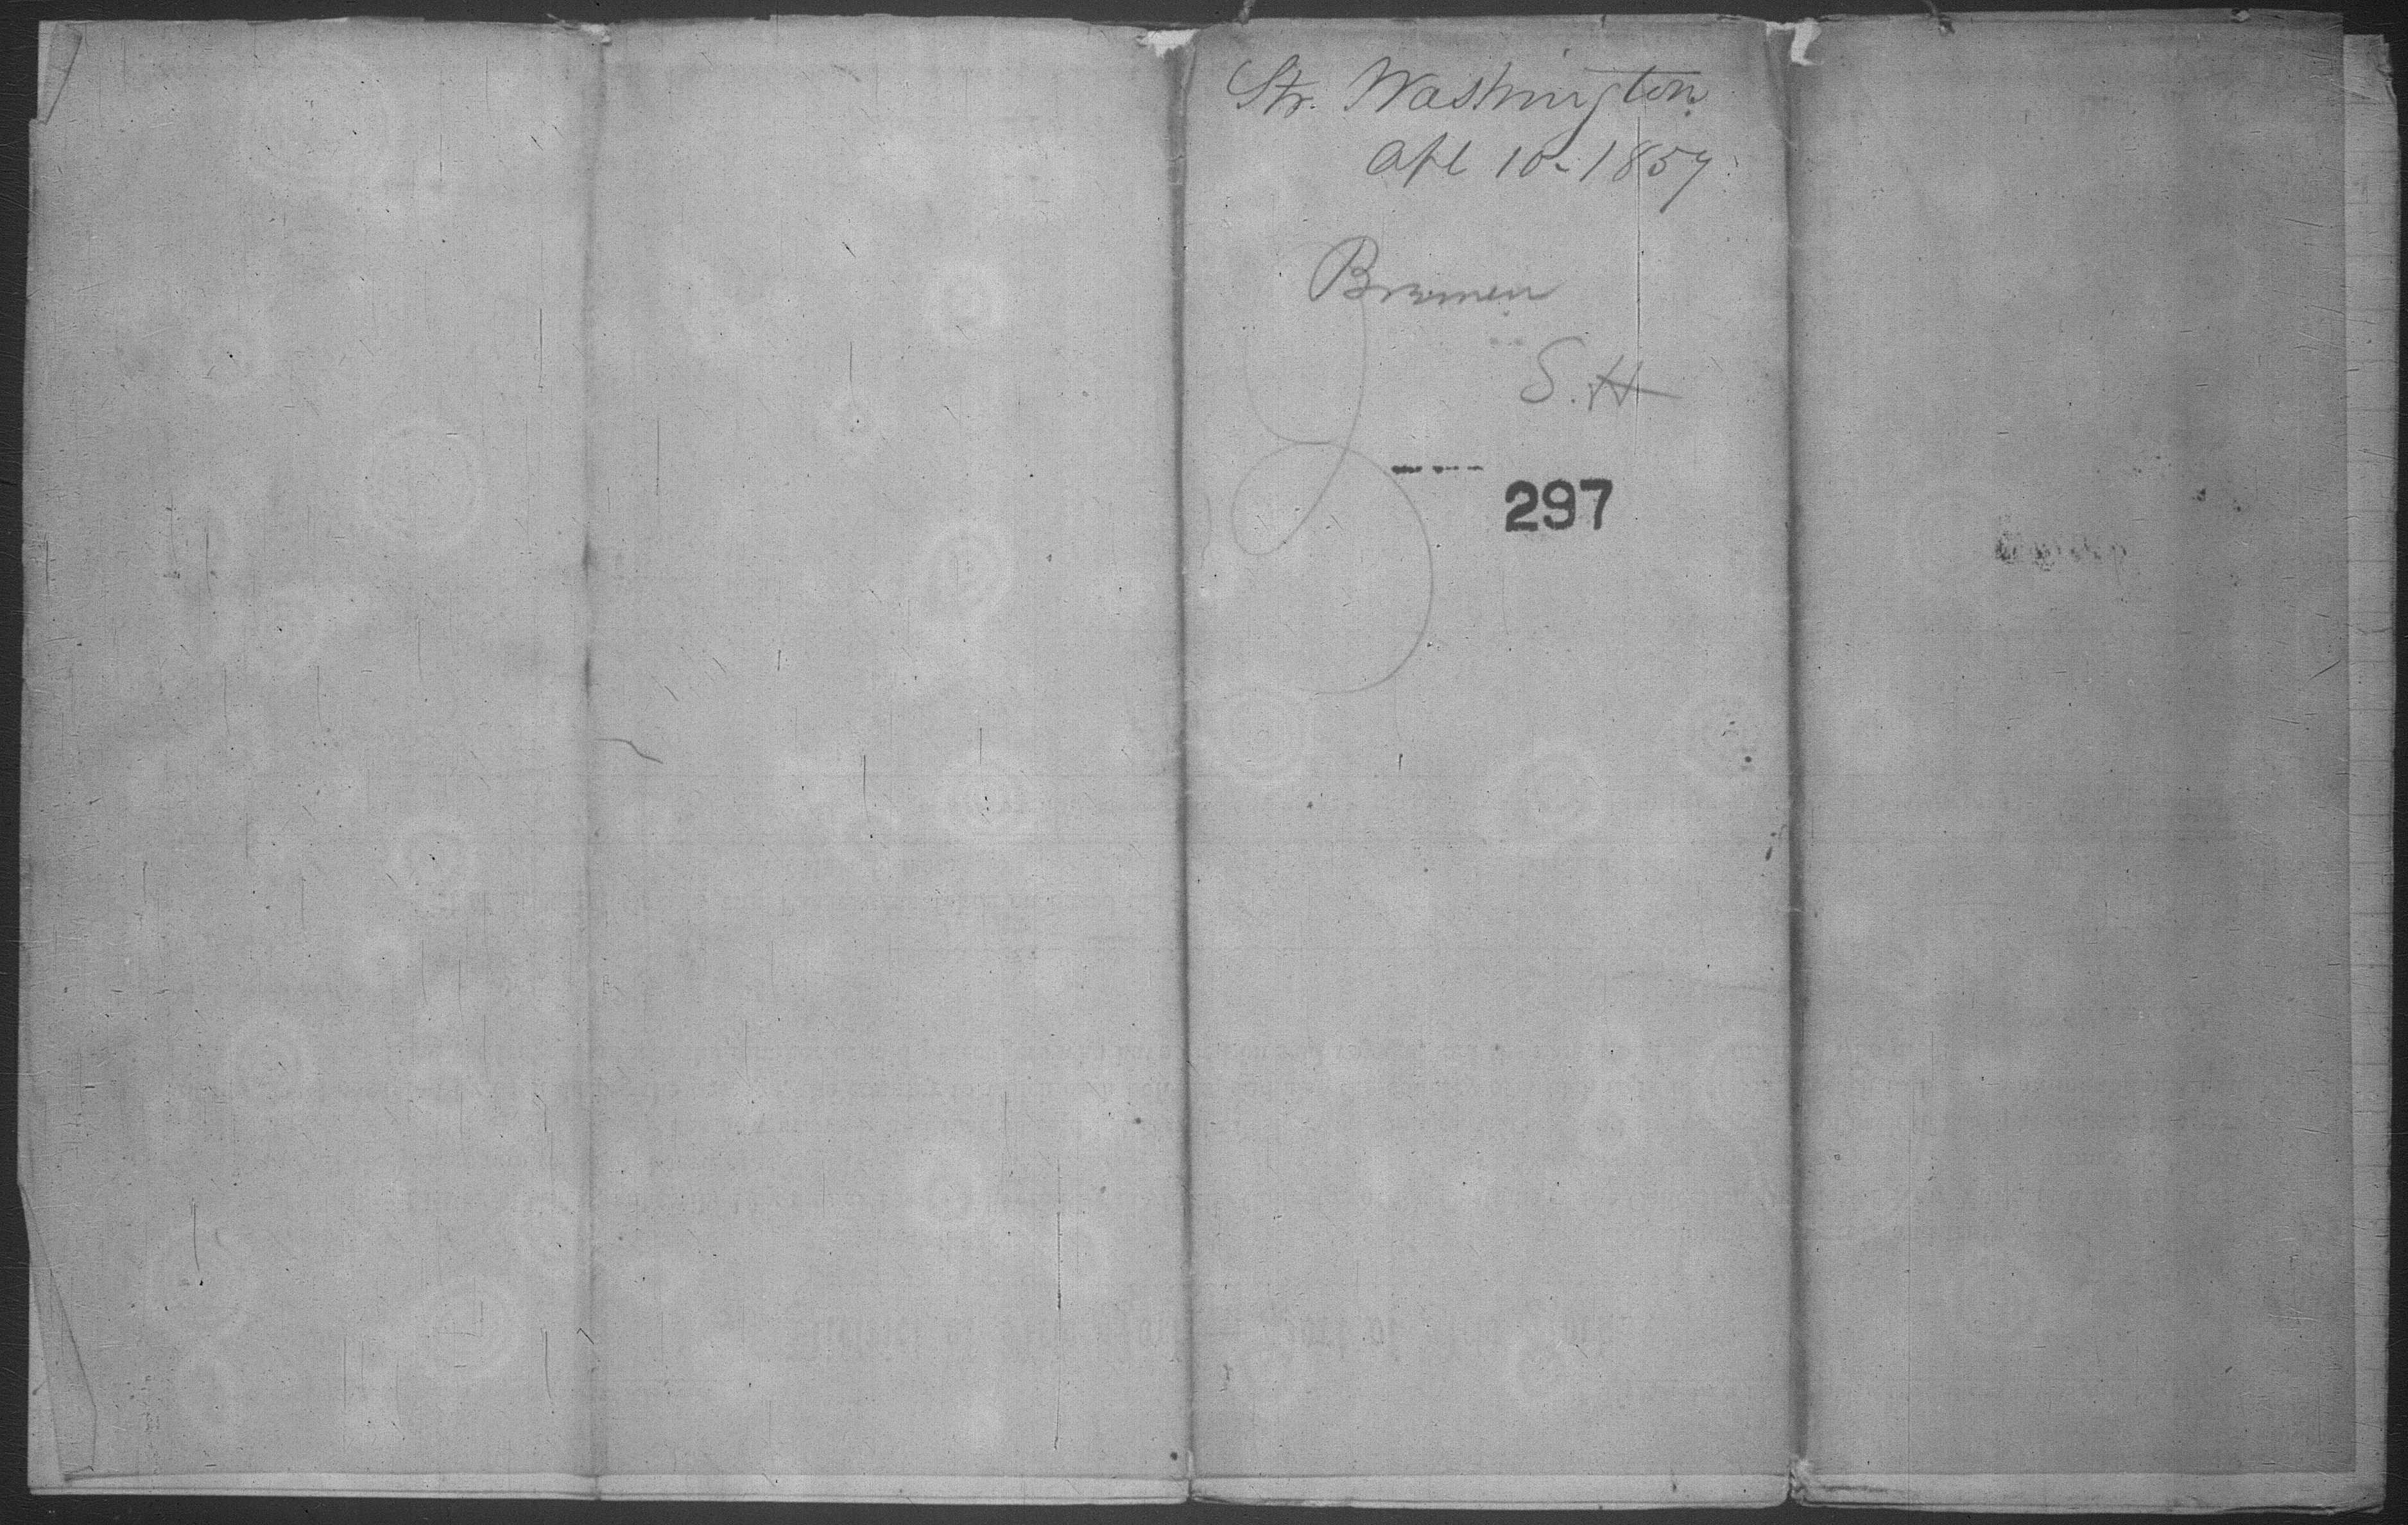 Str. Washington
Apl 10-1857
Bremen
S.H
297